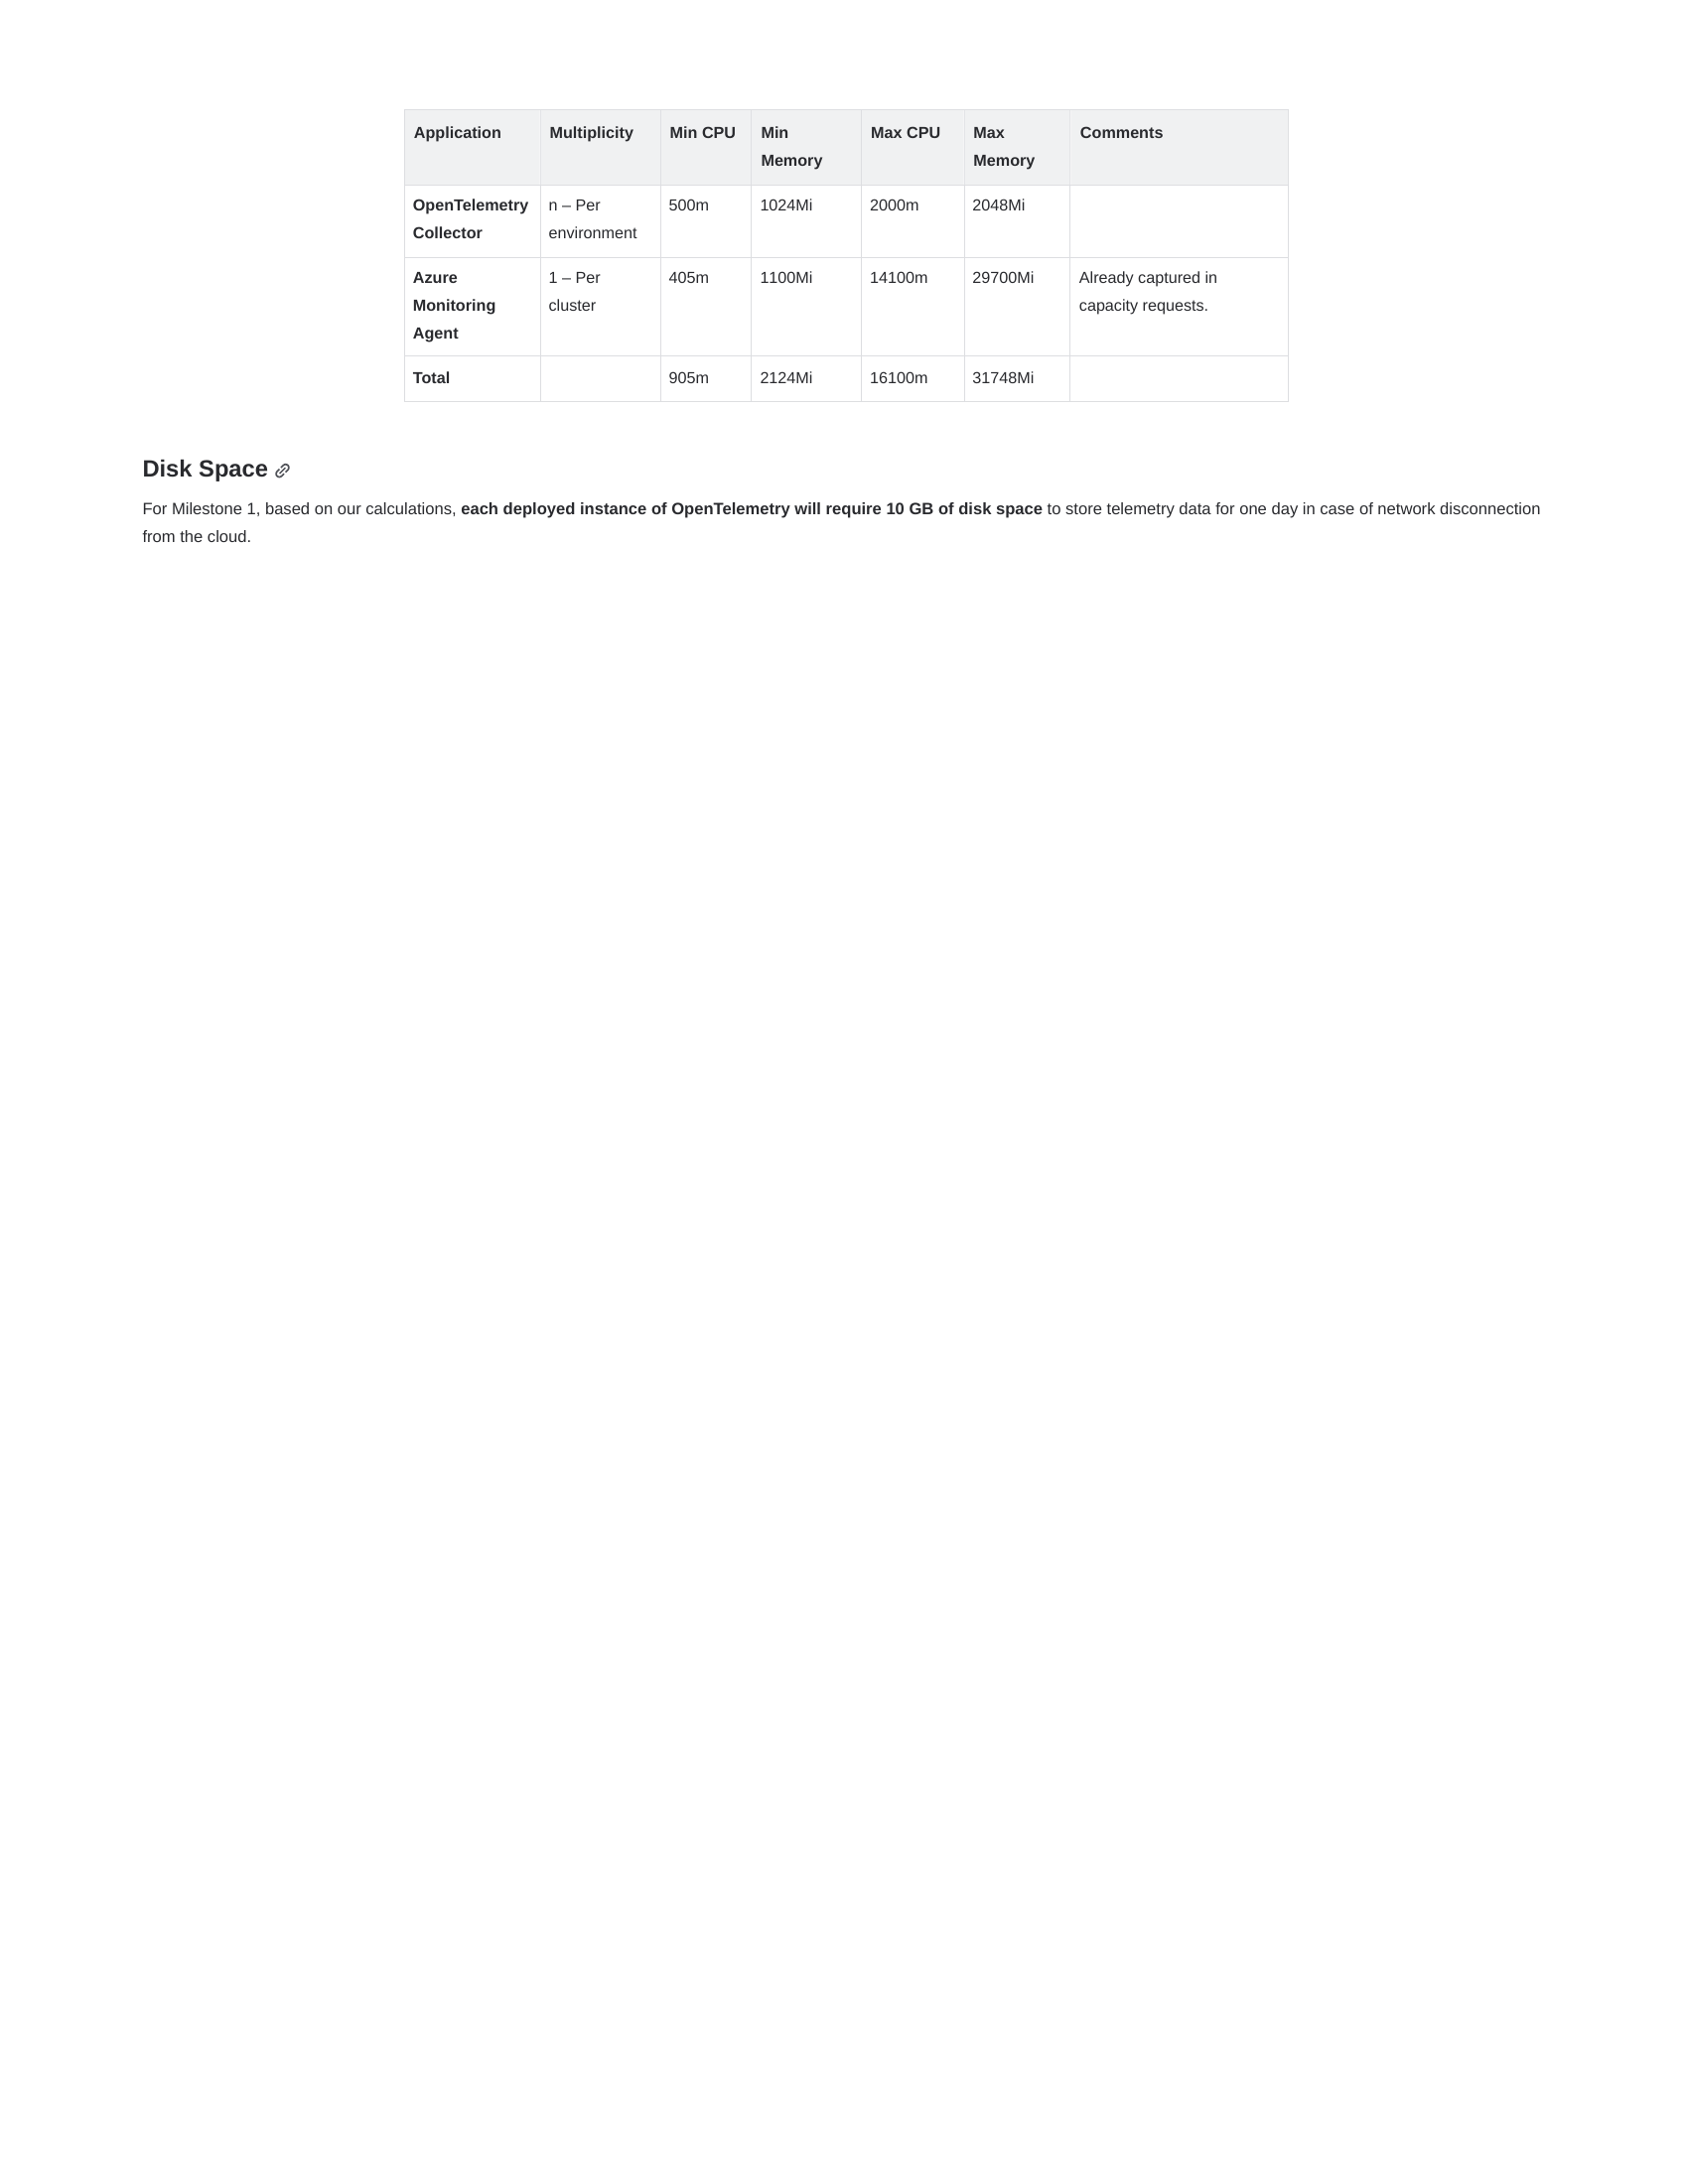 Application Multiplicity Min CPU Min Memory Max CPU Max Memory Comments
OpenTelemetry Collector n – Per environment 500m 1024Mi 2000m 2048Mi
Azure Monitoring Agent 1 – Per cluster 405m 1100Mi 14100m 29700Mi Already captured in capacity requests.
Total 905m 2124Mi 16100m 31748Mi
Disk Space
For Milestone 1, based on our calculations, each deployed instance of OpenTelemetry will require 10 GB of disk space to store telemetry data for one day in case of network disconnection
from the cloud.